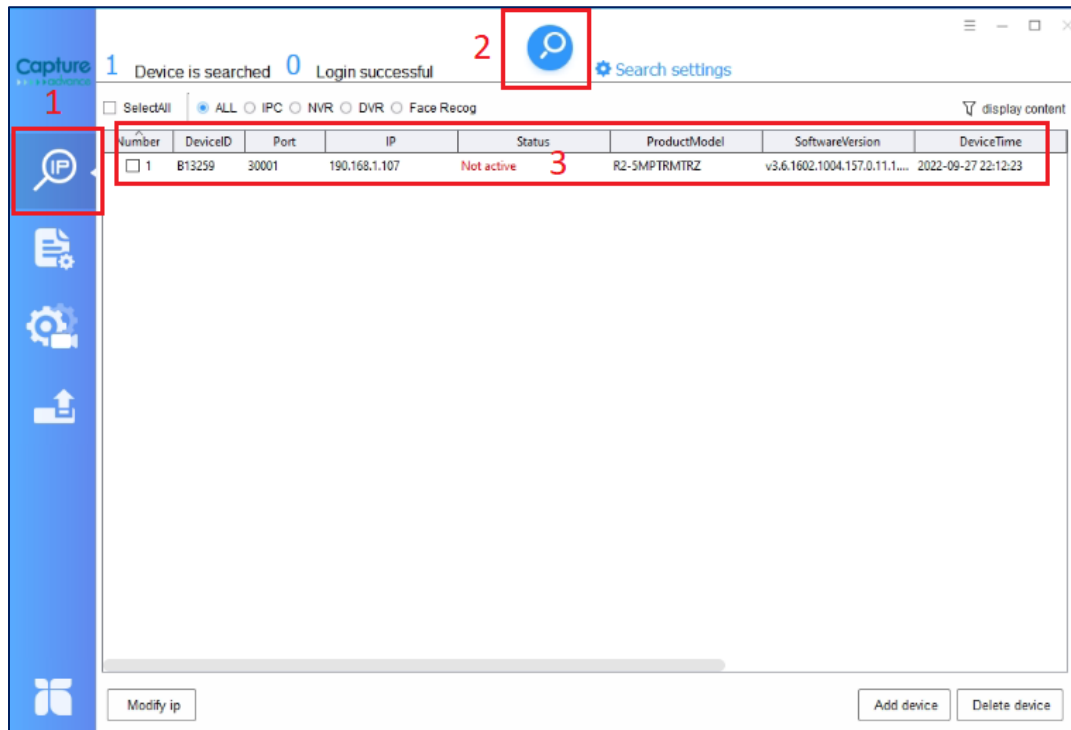 Capture
advance
1 Device is searched 0 Login successful
2
Search settings
1
SelectAll ALL IPC NVR DVR Face Recog
display content
Number DeviceID Port IP Status ProductModel SoftwareVersion DeviceTime
1 B13259 30001 190.168.1.107 Not active 3 R2-5MPTRMTRZ v3.6.1602.1004.157.0.11.1.... 2022-09-27 22:12:23
IP
Modify ip
Add device Delete device